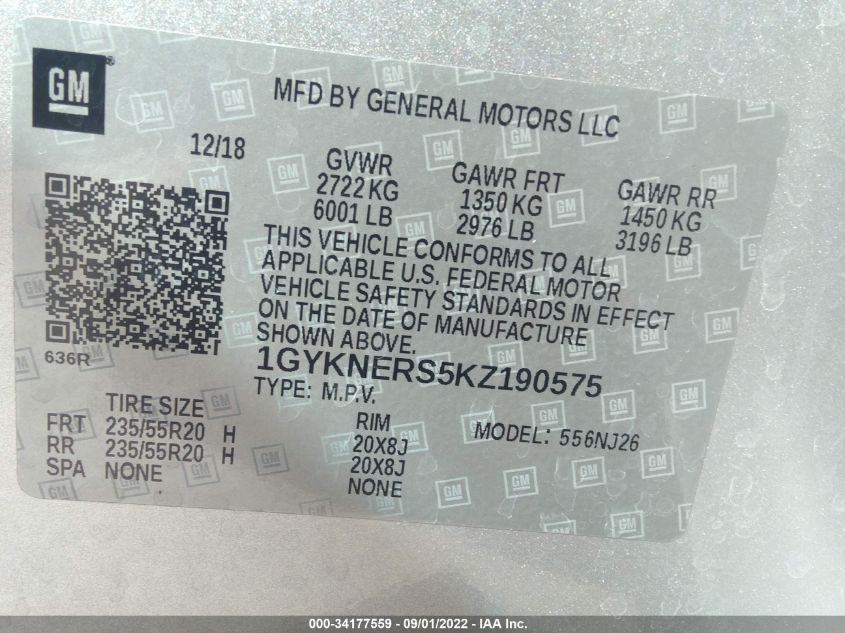 GM
MFD BY GENERAL MOTORS LLC
12/18
GVWR GAWR FRT GAWR RR
2722 KG 1350 KG 1450 KG
6001 LB 2976 LB 3196 LB
THIS VEHICLE CONFORMS TO ALL
APPLICABLE U.S. FEDERAL MOTOR
VEHICLE SAFETY STANDARDS IN EFFECT
ON THE DATE OF MANUFACTURE
SHOWN ABOVE.
636R
1GYKNERS5KZ190575
TYPE: M.P.V.
TIRE SIZE RIM MODEL: 556NJ26
FRT 235/55R20 H 20X8J
RR 235/55R20 H 20X8J
SPA NONE NONE
000-34177559 - 09/01/2022 - IAA Inc.